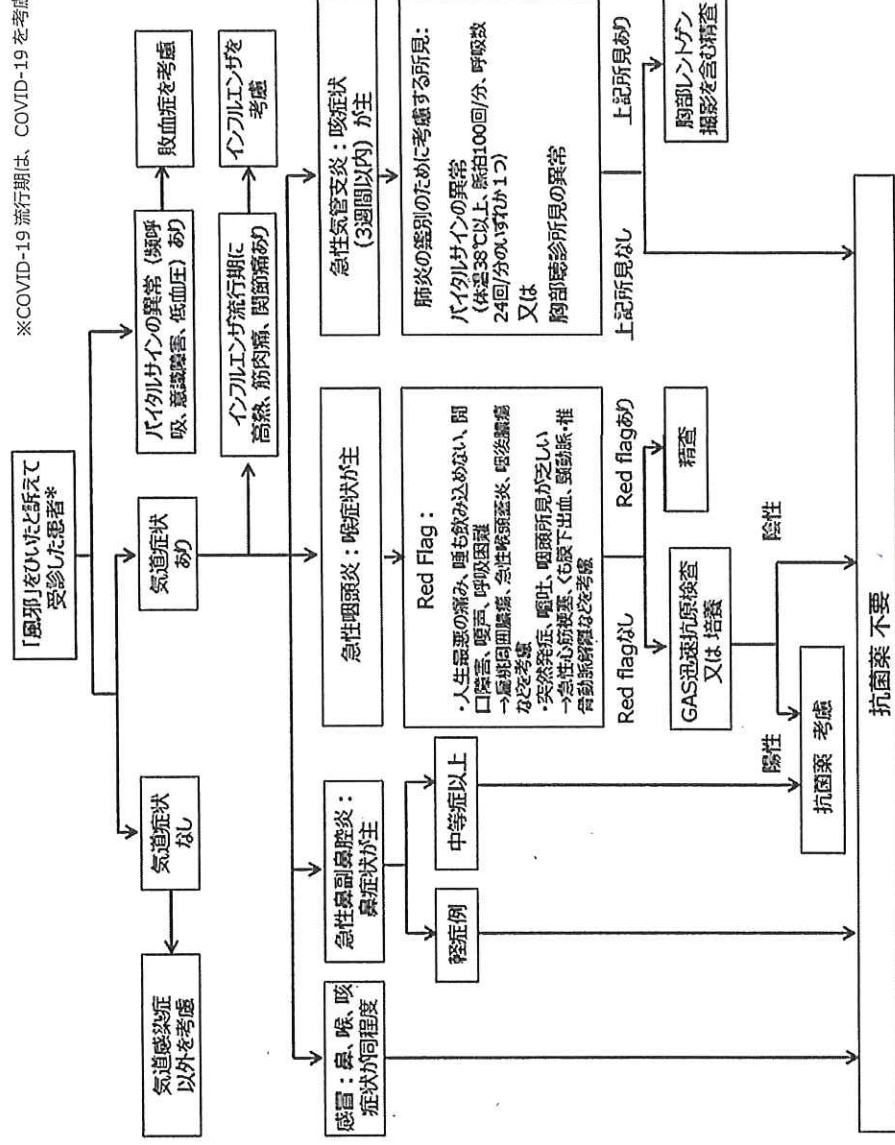 ※COVID-19 流行期は、COVID-19 を考慮
「風邪」をひいたと訴えて
受診した患者*
気道症状
なし
気道感染症
以外を考慮
気道症状
あり
バイタルサインの異常（頻呼
吸、意識障害、低血圧）あり
敗血症を考慮
インフルエンザ流行期に
高熱、筋肉痛、関節痛あり
インフルエンザを
考慮
感冒：鼻、喉、咳
症状が同程度
急性鼻副鼻腔炎：
鼻症状が主
軽症例
中等症以上
急性咽頭炎：喉症状が主
Red Flag：
・人生最悪の痛み、唾も飲み込めない、開
口障害、嗄声、呼吸困難
→扁桃周囲膿瘍、急性喉頭蓋炎、咽後膿瘍
などを考慮
・突然発症、嘔吐、咽頭所見が乏しい
→急性心筋梗塞、くも膜下出血、頸動脈・椎
骨動脈解離などを考慮
Red flagなし
Red flagあり
GAS迅速抗原検査
又は 培養
精査
陽性
陰性
抗菌薬 考慮
急性気管支炎：咳症状
（3週間以内）が主
肺炎の鑑別のために考慮する所見：
バイタルサインの異常
（体温38℃以上、脈拍100回/分、呼吸数
24回/分のいずれか１つ）
又は
胸部聴診所見の異常
上記所見なし
上記所見あり
胸部レントゲン
撮影を含む精査
抗菌薬 不要